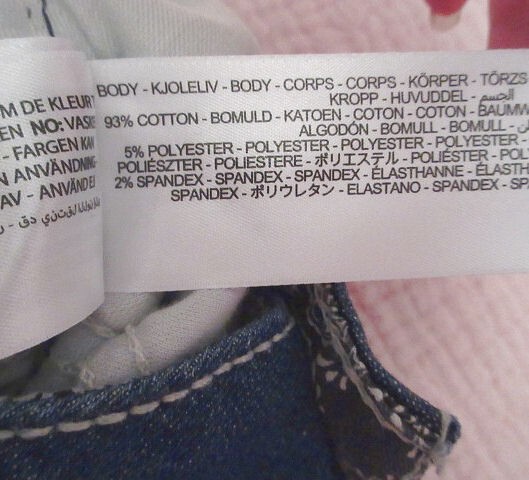 M DE KLEURT
EN NO: VASK
- FARGEN KAN
N ANVÄNDNING-
AV - ANVÄND EJ
BODY - KJOLELIV - BODY - CORPS - CORPS - KÖRPER - TÖRZS
KROPP - HUVUDDEL - الجسم
93% COTTON - BOMULD - KATOEN - COTON - COTON - BAUMW
ALGODÓN - BOMULL - BOMULL -
5% POLYESTER - POLYESTER - POLYESTER - POLYESTER -
POLIÉSZTER - POLIESTERE - ポリエステル - POLIÉSTER - POL
2% SPANDEX - SPANDEX - SPANDEX - ÉLASTHANNE - ÉLASTH
SPANDEX - ポリウレタン - ELASTANO - SPANDEX - SP